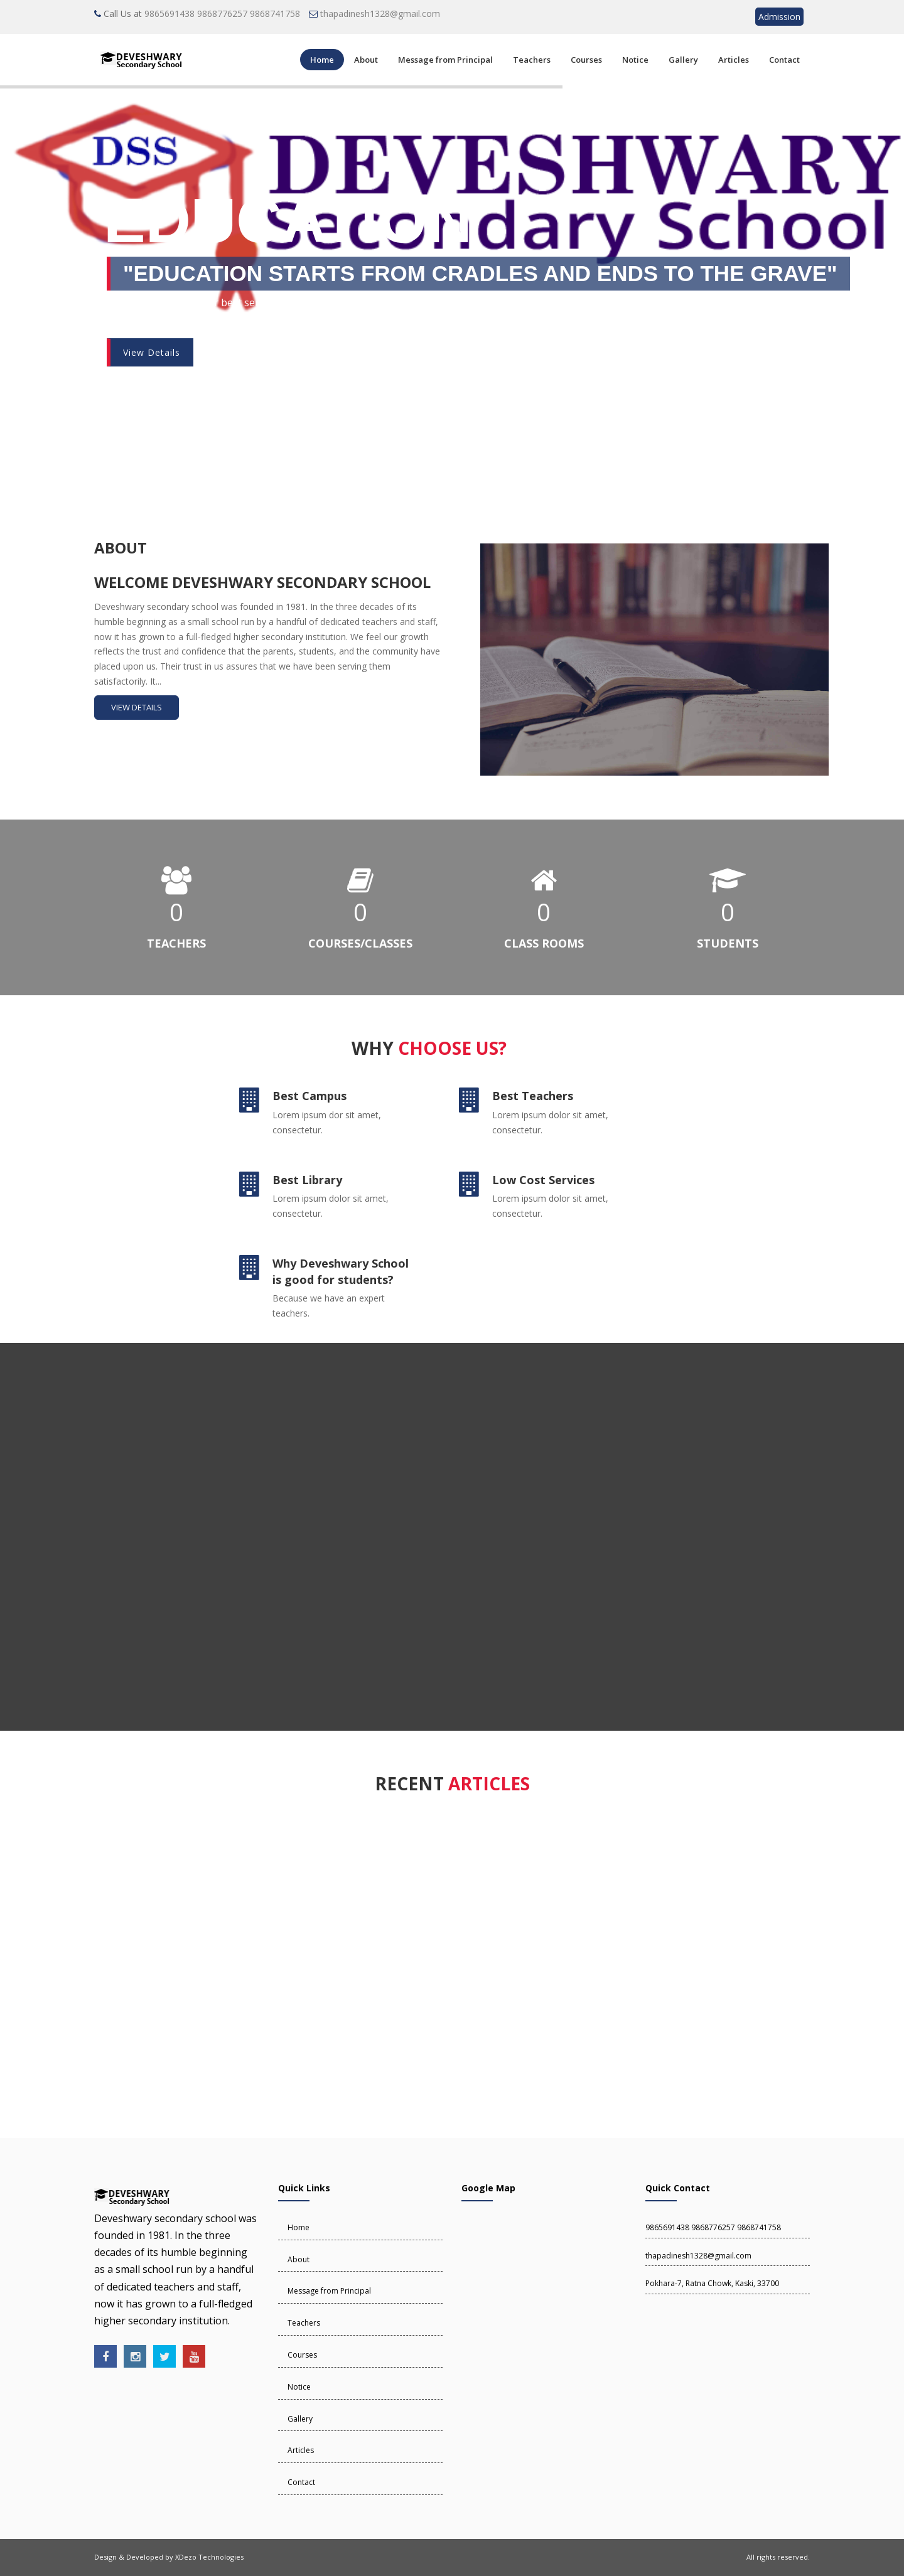 Call Us at 9865691438 9868776257 9868741758 thapadinesh1328@gmail.com
Admission
DEVESHWARY
Secondary School
Home About Message from Principal Teachers Courses Notice Gallery Articles Contact
DSS
DEVESHWARY
Secondary School
EDUCATION
"EDUCATION STARTS FROM CRADLES AND ENDS TO THE GRAVE"
View Details
ABOUT
WELCOME DEVESHWARY SECONDARY SCHOOL
Deveshwary secondary school was founded in 1981. In the three decades of its
humble beginning as a small school run by a handful of dedicated teachers and staff,
now it has grown to a full-fledged higher secondary institution. We feel our growth
reflects the trust and confidence that the parents, students, and the community have
placed upon us. Their trust in us assures that we have been serving them
satisfactorily. It...
VIEW DETAILS
0 0 0 0
TEACHERS COURSES/CLASSES CLASS ROOMS STUDENTS
WHY CHOOSE US?
Best Campus
Lorem ipsum dor sit amet,
consectetur.
Best Teachers
Lorem ipsum dolor sit amet,
consectetur.
Best Library
Lorem ipsum dolor sit amet,
consectetur.
Low Cost Services
Lorem ipsum dolor sit amet,
consectetur.
Why Deveshwary School
is good for students?
Because we have an expert
teachers.
RECENT ARTICLES
DEVESHWARY
Secondary School
Deveshwary secondary school was
founded in 1981. In the three
decades of its humble beginning
as a small school run by a handful
of dedicated teachers and staff,
now it has grown to a full-fledged
higher secondary institution.
Quick Links
Home
About
Message from Principal
Teachers
Courses
Notice
Gallery
Articles
Contact
Google Map
Quick Contact
9865691438 9868776257 9868741758
thapadinesh1328@gmail.com
Pokhara-7, Ratna Chowk, Kaski, 33700
Design & Developed by XDezo Technologies
All rights reserved.